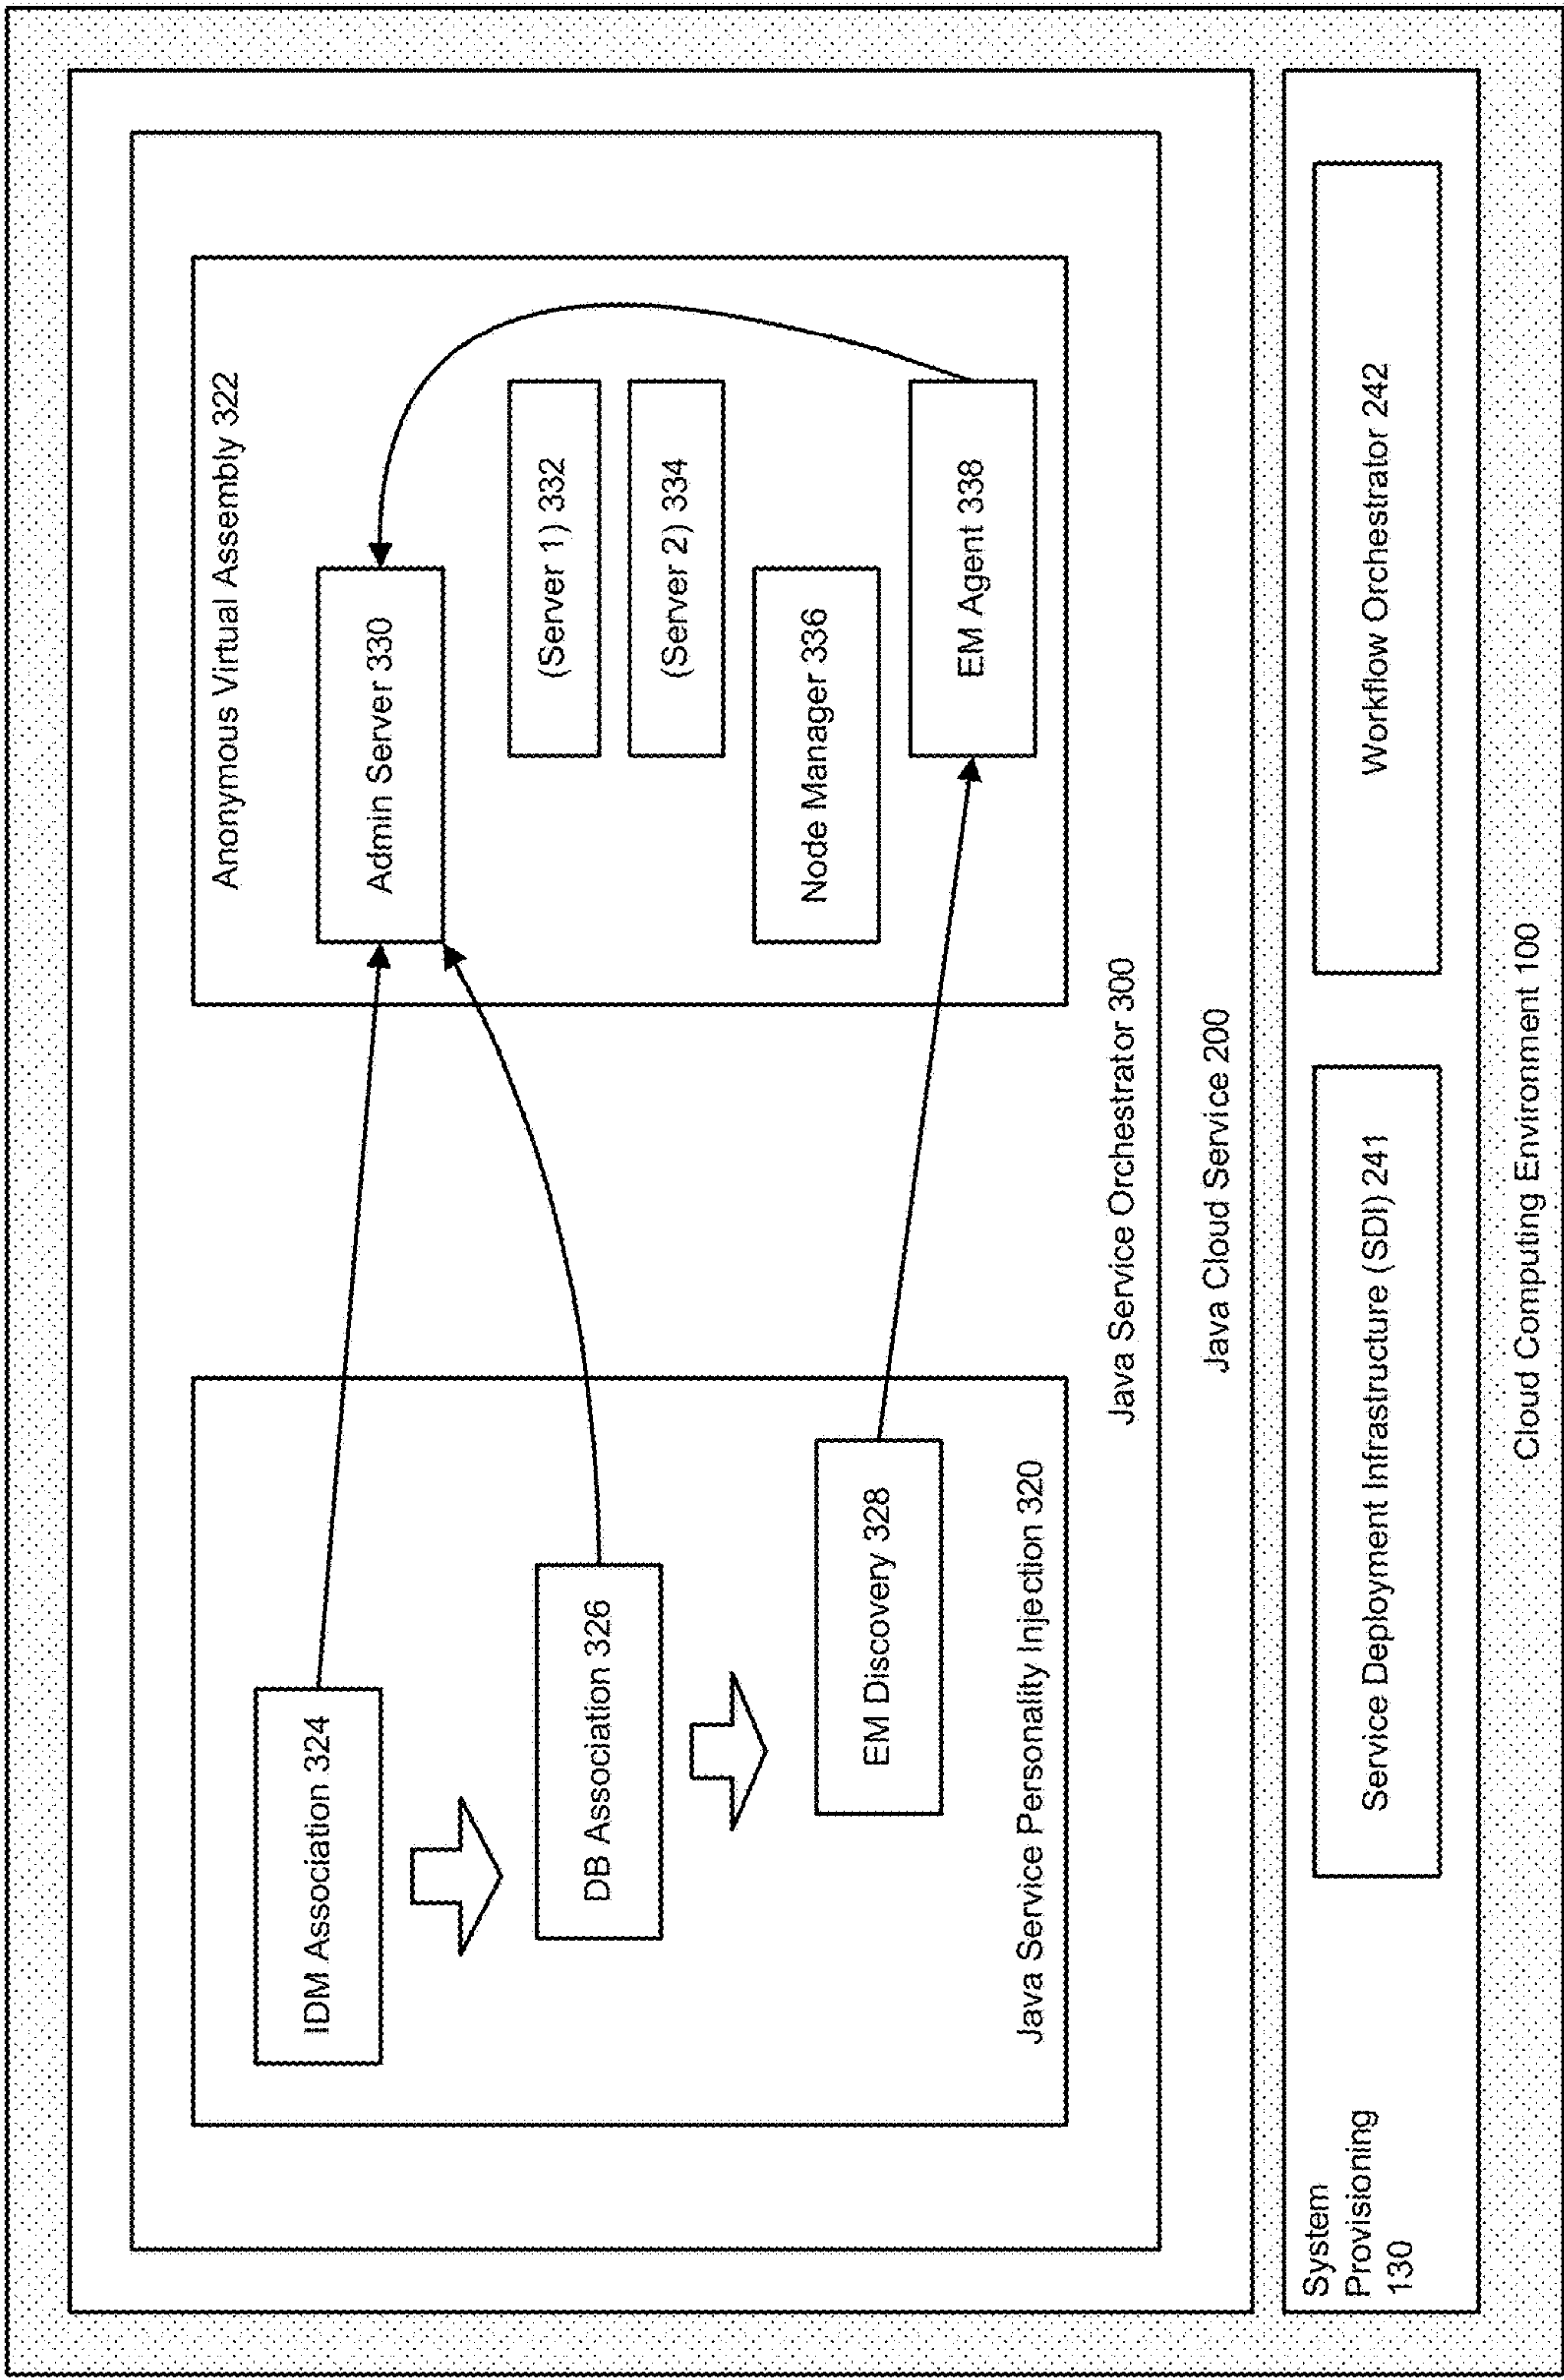 IDM Association 324
DB Association 326
EM Discovery 328
Java Service Personality Injection 320
Anonymous Virtual Assembly 322
Admin Server 330
(Server 1) 332
(Server 2) 334
Node Manager 336
EM Agent 338
Java Service Orchestrator 300
Java Cloud Service 200
System
Provisioning
130
Service Deployment Infrastructure (SDI) 241
Workflow Orchestrator 242
Cloud Computing Environment 100